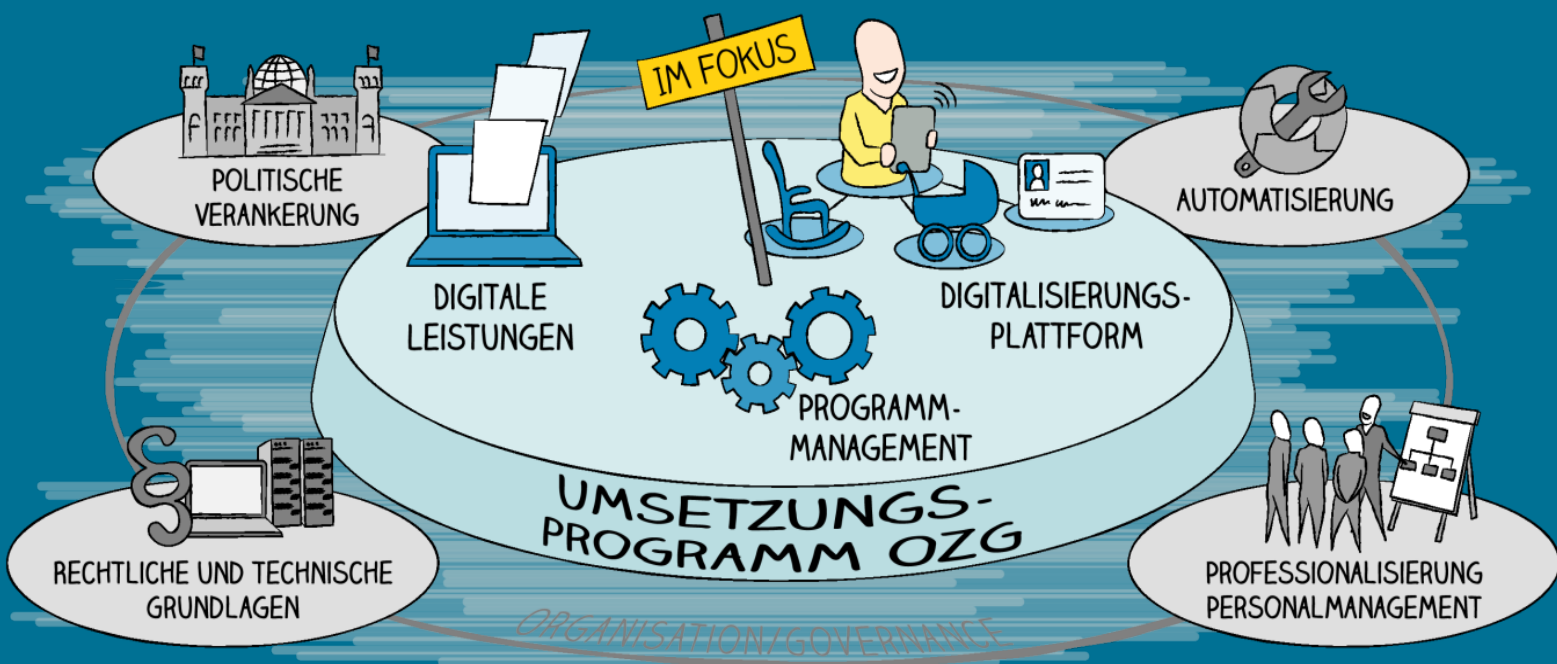 IM FOKUS
POLITISCHE
VERANKERUNG
AUTOMATISIERUNG
DIGITALE
LEISTUNGEN
DIGITALISIERUNGS-
PLATTFORM
PROGRAMM-
MANAGEMENT
UMSETZUNGS-
PROGRAMM OZG
RECHTLICHE UND TECHNISCHE
GRUNDLAGEN
PROFESSIONALISIERUNG
PERSONALMANAGEMENT
ORGANISATION/GOVERNANCE